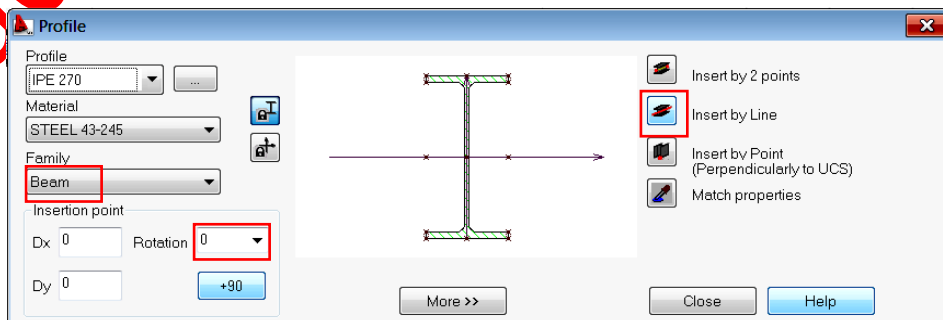 Profile
Profile
IPE 270
...
Material
STEEL 43-245
Family
Beam
Insertion point
Dx 0 Rotation 0
Dy 0 +90
More >>
Insert by 2 points
Insert by Line
Insert by Point
(Perpendicularly to UCS)
Match properties
Close Help